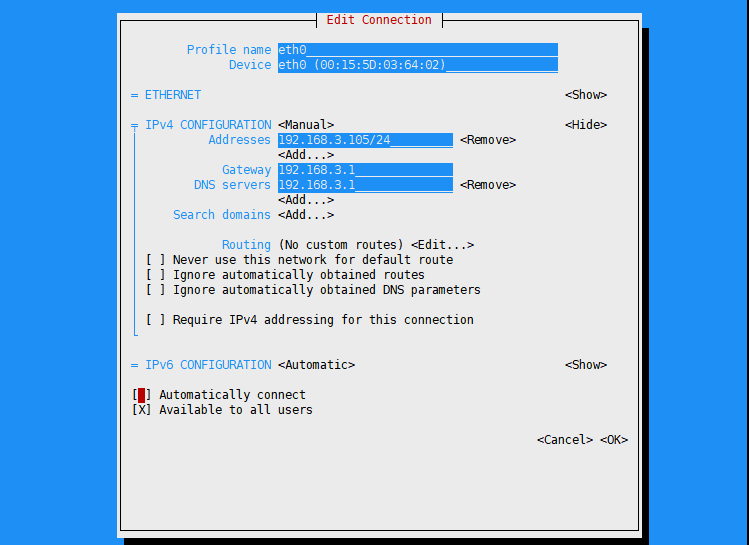 Edit Connection
Profile name eth0
Device eth0 (00:15:5D:03:64:02)
= ETHERNET <Show>
IPv4 CONFIGURATION <Manual> <Hide>
Addresses 192.168.3.105/24 <Remove>
<Add...>
Gateway 192.168.3.1
DNS servers 192.168.3.1 <Remove>
<Add...>
Search domains <Add...>
Routing (No custom routes) <Edit...>
[ ] Never use this network for default route
[ ] Ignore automatically obtained routes
[ ] Ignore automatically obtained DNS parameters
[ ] Require IPv4 addressing for this connection
= IPv6 CONFIGURATION <Automatic> <Show>
[ ] Automatically connect
[X] Available to all users
<Cancel> <OK>